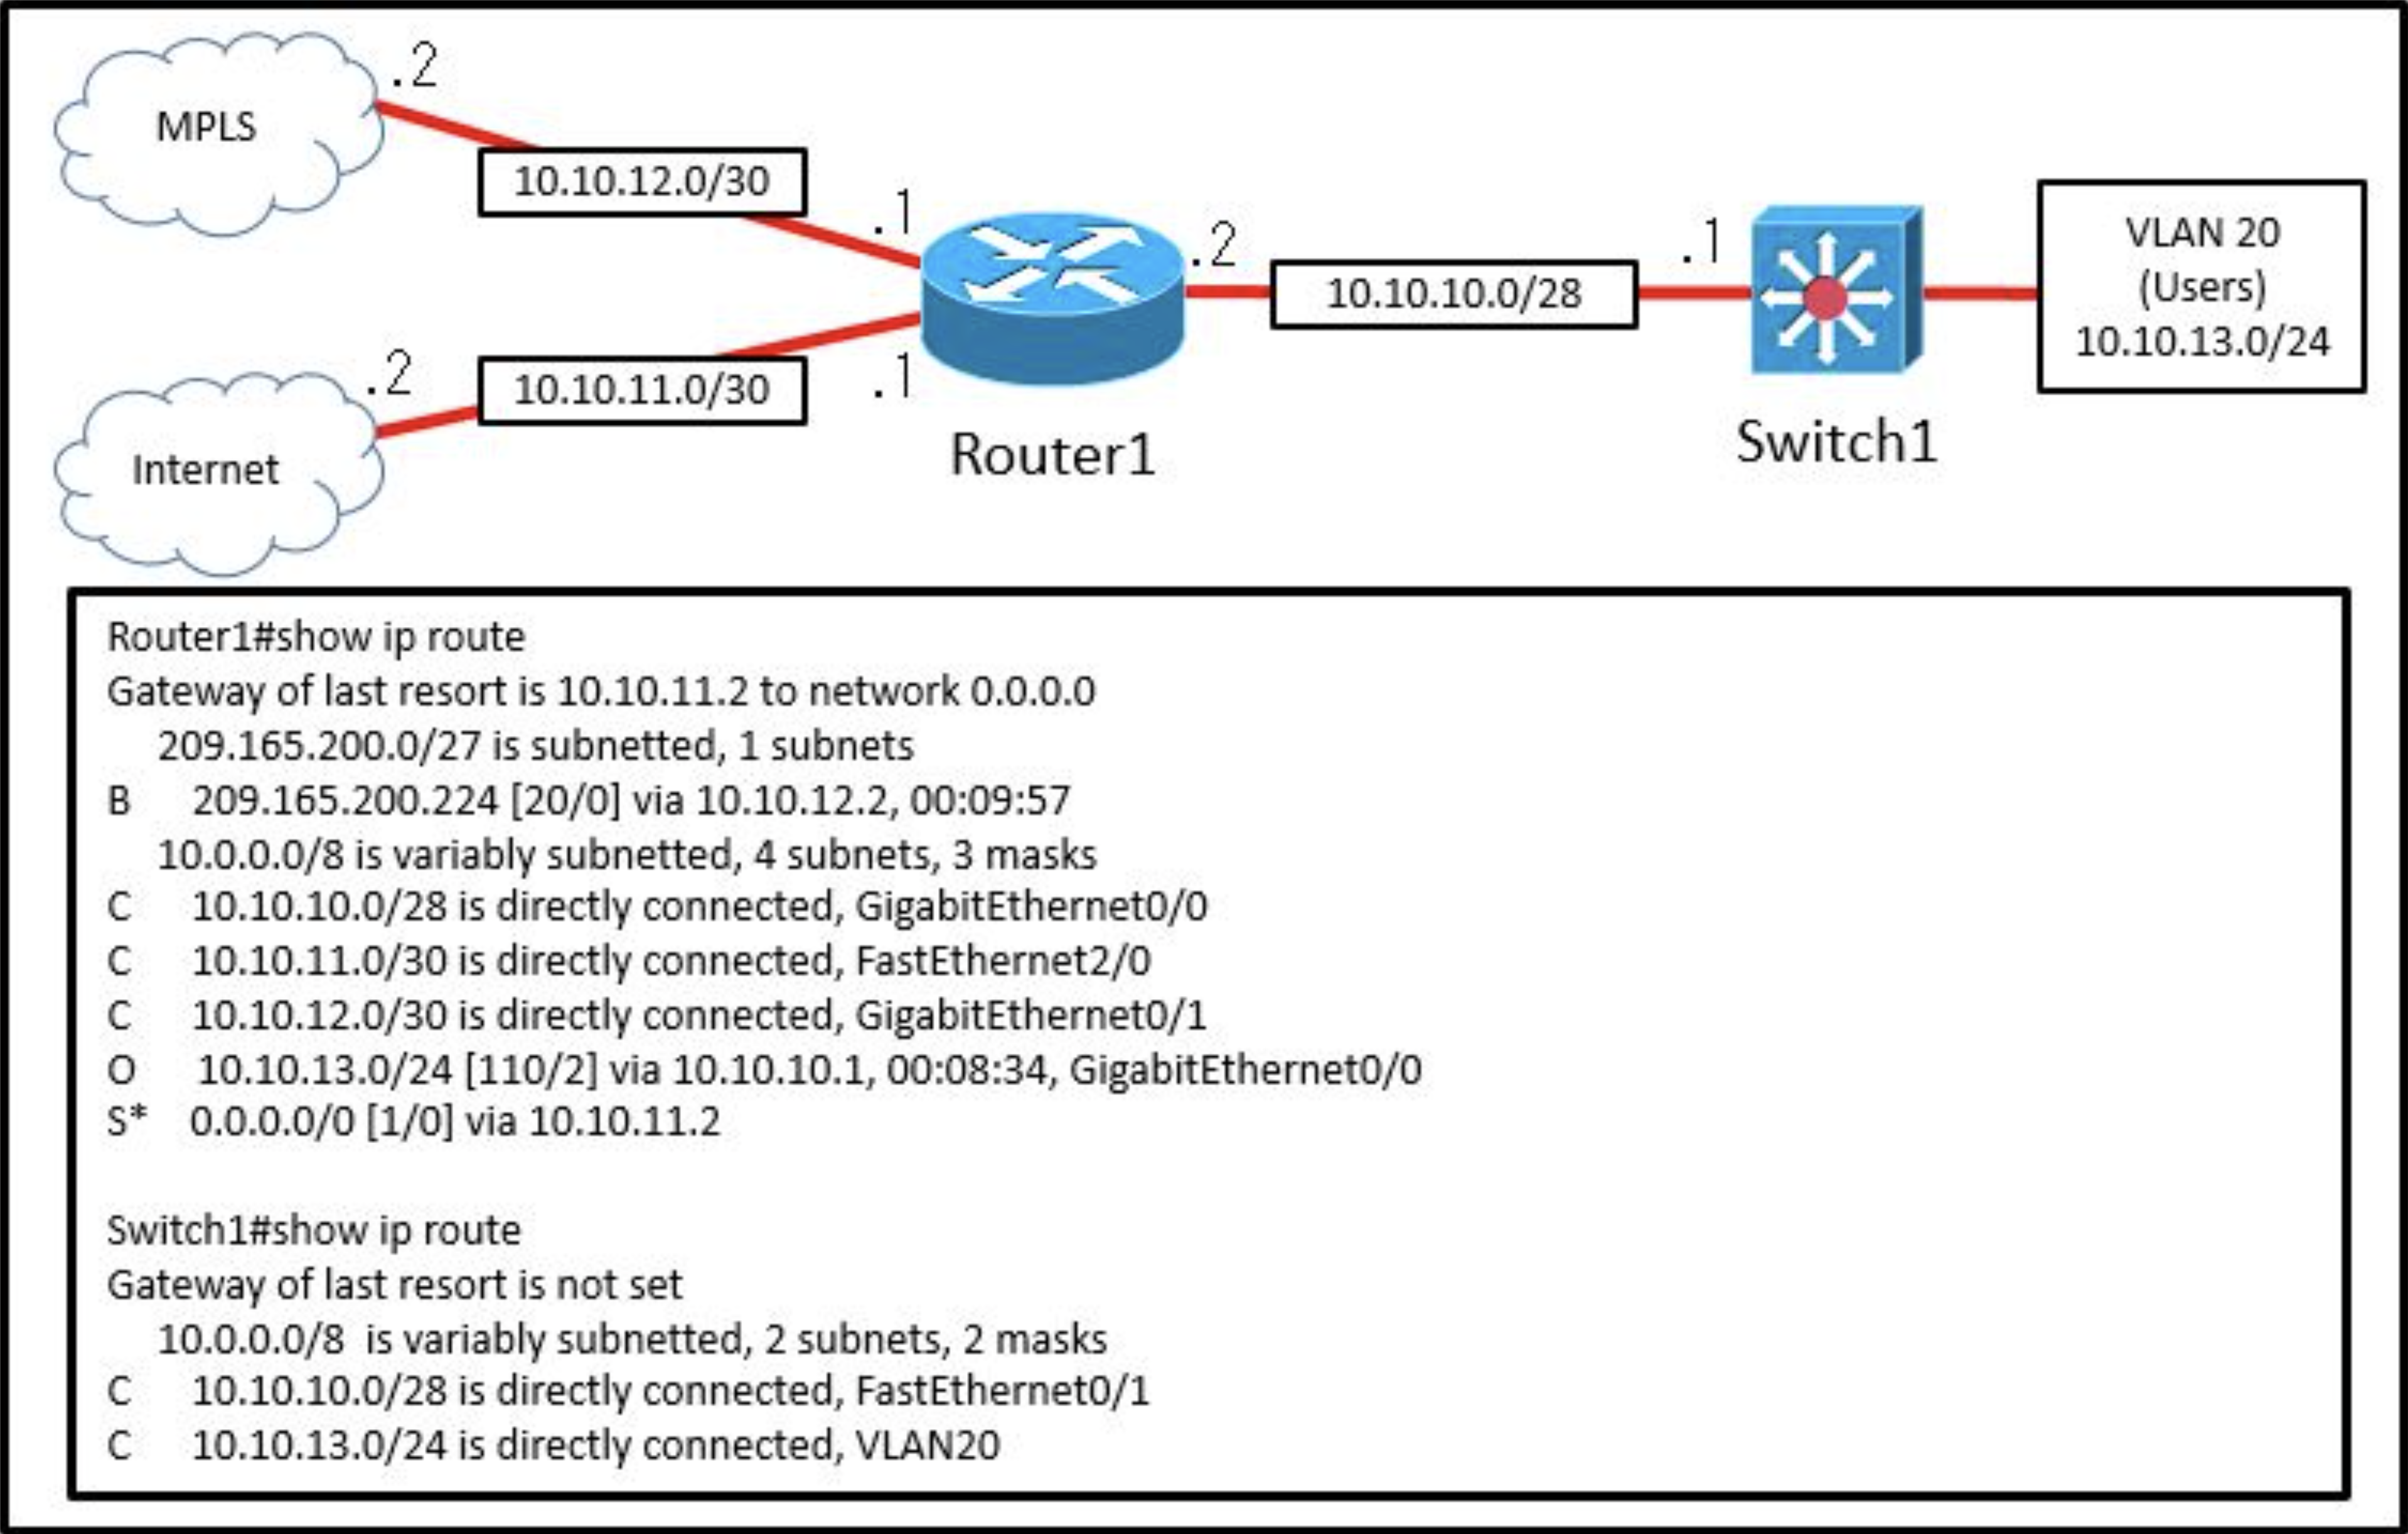 .2
MPLS
10.10.12.0/30
.1
.2
10.10.10.0/28
.1
VLAN 20
(Users)
10.10.13.0/24
.2
10.10.11.0/30
.1
Internet
Router1
Switch1
Router1#show ip route
Gateway of last resort is 10.10.11.2 to network 0.0.0.0
209.165.200.0/27 is subnetted, 1 subnets
B 209.165.200.224 [20/0] via 10.10.12.2, 00:09:57
10.0.0.0/8 is variably subnetted, 4 subnets, 3 masks
C 10.10.10.0/28 is directly connected, GigabitEthernet0/0
C 10.10.11.0/30 is directly connected, FastEthernet2/0
C 10.10.12.0/30 is directly connected, GigabitEthernet0/1
O 10.10.13.0/24 [110/2] via 10.10.10.1, 00:08:34, GigabitEthernet0/0
S* 0.0.0.0/0 [1/0] via 10.10.11.2
Switch1#show ip route
Gateway of last resort is not set
10.0.0.0/8 is variably subnetted, 2 subnets, 2 masks
C 10.10.10.0/28 is directly connected, FastEthernet0/1
C 10.10.13.0/24 is directly connected, VLAN20